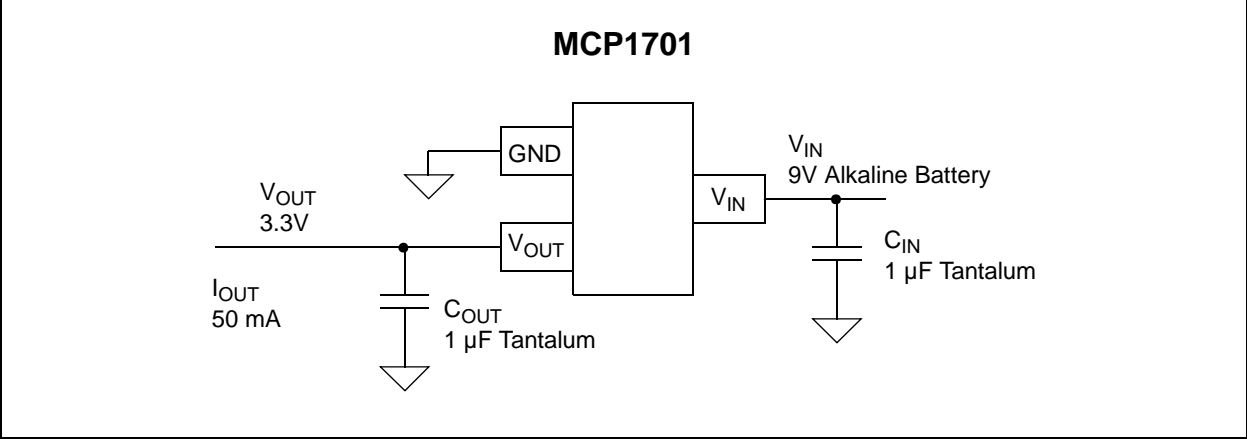 MCP1701
GND
VIN
9V Alkaline Battery
VIN
VOUT
3.3V
VOUT
CIN
1 µF Tantalum
IOUT
50 mA
COUT
1 µF Tantalum